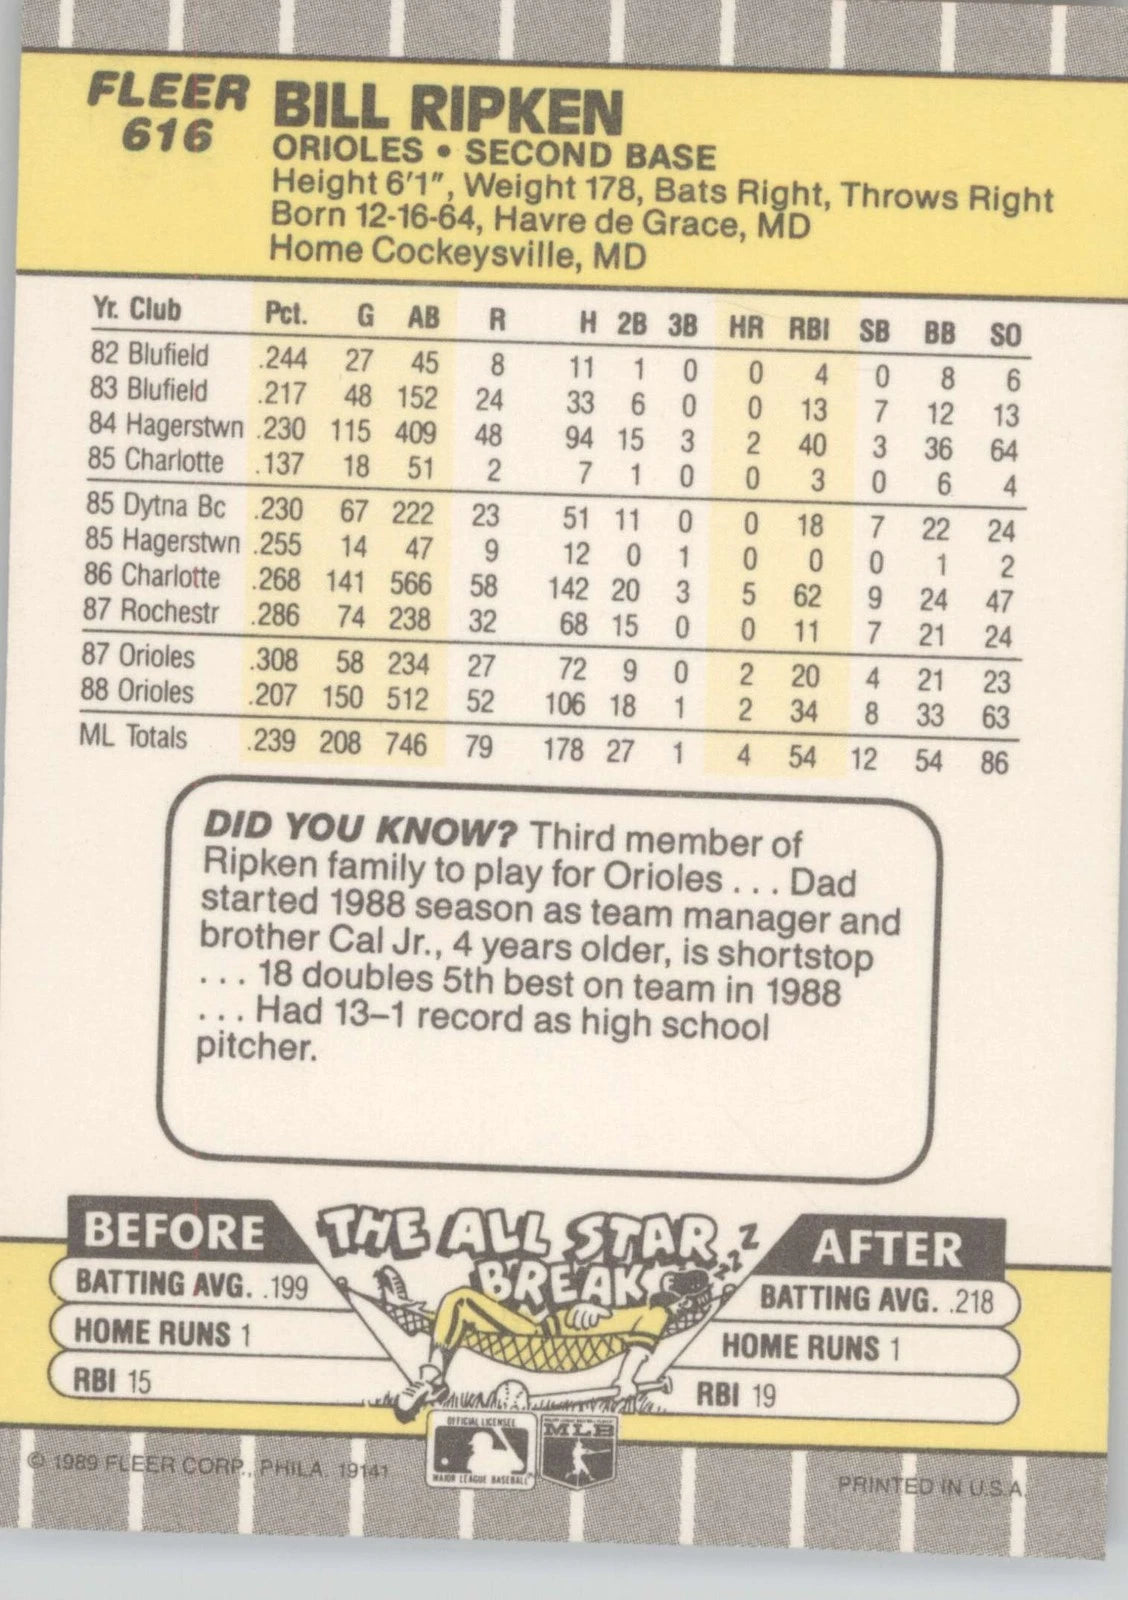 FLEER
616
BILL RIPKEN
ORIOLES • SECOND BASE
Height 6'1", Weight 178, Bats Right, Throws Right
Born 12-16-64, Havre de Grace, MD
Home Cockeysville, MD
Yr. Club Pct. G AB R H 2B 3B HR RBI SB BB SO
82 Blufield .244 27 45 8 11 1 0 0 4 0 8 6
83 Blufield .217 48 152 24 33 6 0 0 13 7 12 13
84 Hagerstwn .230 115 409 48 94 15 3 2 40 3 36 64
85 Charlotte .137 18 51 2 7 1 0 0 3 0 6 4
85 Dytna Bc .230 67 222 23 51 11 0 0 18 7 22 24
85 Hagerstwn .255 14 47 9 12 0 1 0 0 0 1 2
86 Charlotte .268 141 566 58 142 20 3 5 62 9 24 47
87 Rochestr .286 74 238 32 68 15 0 0 11 7 21 24
87 Orioles .308 58 234 27 72 9 0 2 20 4 21 23
88 Orioles .207 150 512 52 106 18 1 2 34 8 33 63
ML Totals .239 208 746 79 178 27 1 4 54 12 54 86
DID YOU KNOW? Third member of
Ripken family to play for Orioles . . . Dad
started 1988 season as team manager and
brother Cal Jr., 4 years older, is shortstop
. . . 18 doubles 5th best on team in 1988
. . . Had 13–1 record as high school
pitcher.
THE ALL STAR
BREAK
z z z Z
BEFORE
BATTING AVG. .199
HOME RUNS 1
RBI 15
AFTER
BATTING AVG. .218
HOME RUNS 1
RBI 19
OFFICIAL LICENSEE
MAJOR LEAGUE BASEBALL
MLB
© 1989 FLEER CORP., PHILA. 19141
PRINTED IN U.S.A.